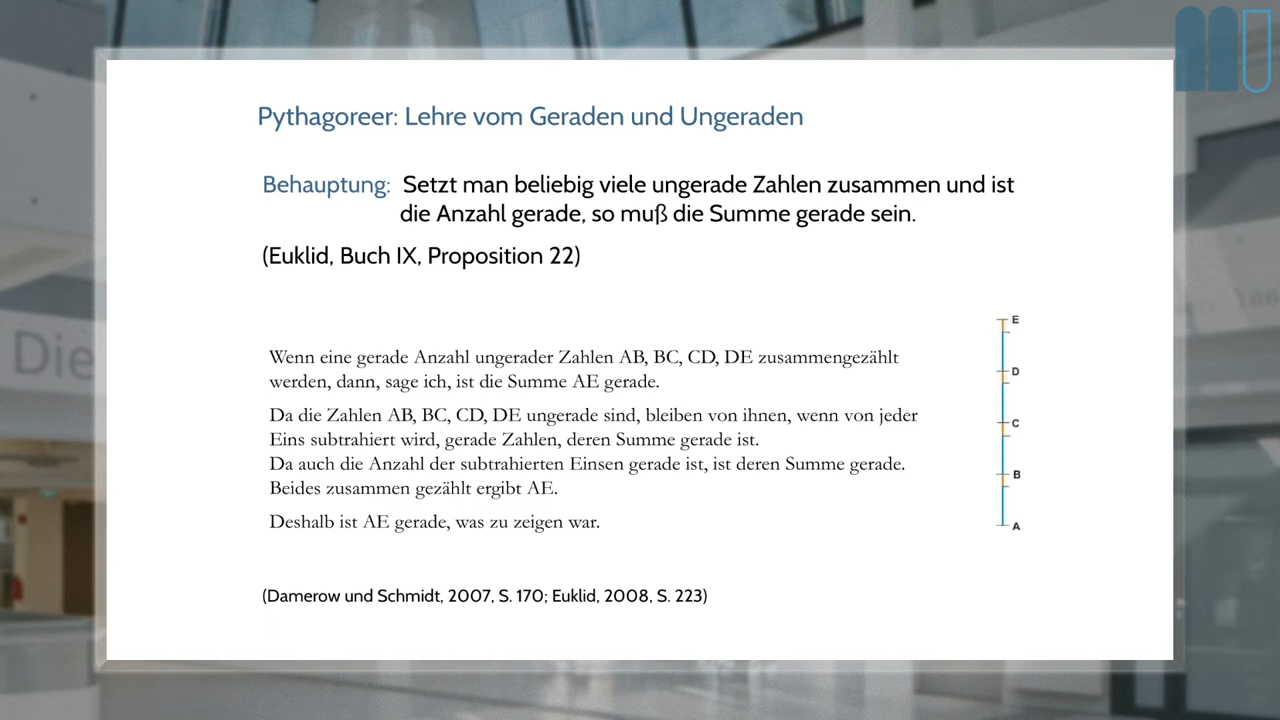 Pythagoreer: Lehre vom Geraden und Ungeraden
Behauptung: Setzt man beliebig viele ungerade Zahlen zusammen und ist
die Anzahl gerade, so muß die Summe gerade sein.
(Euklid, Buch IX, Proposition 22)
Wenn eine gerade Anzahl ungerader Zahlen AB, BC, CD, DE zusammengezählt
werden, dann, sage ich, ist die Summe AE gerade.
Da die Zahlen AB, BC, CD, DE ungerade sind, bleiben von ihnen, wenn von jeder
Eins subtrahiert wird, gerade Zahlen, deren Summe gerade ist.
Da auch die Anzahl der subtrahierten Einsen gerade ist, ist deren Summe gerade.
Beides zusammen gezählt ergibt AE.
Deshalb ist AE gerade, was zu zeigen war.
E
D
C
B
A
(Damerow und Schmidt, 2007, S. 170; Euklid, 2008, S. 223)
Die